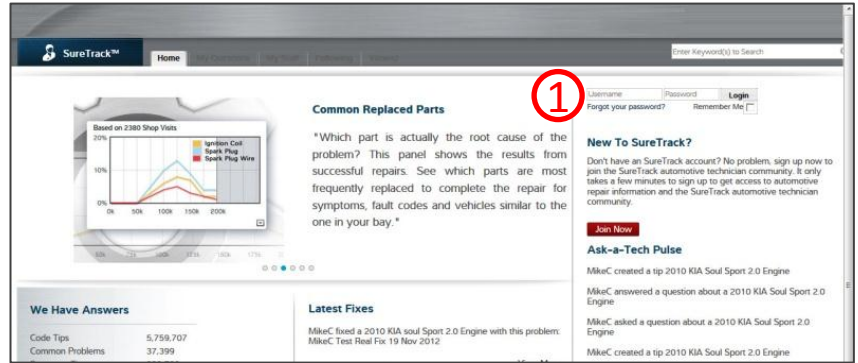 SureTrack™
Home
My Questions
Following
Enter Keyword(s) to Search
1
Username Password Login
Forgot your password? Remember Me
Based on 2380 Shop Visits
20%
10%
0%
0k 50k 100k 150k 200k
Ignition Coil
Spark Plug
Spark Plug Wire
Common Replaced Parts
"Which part is actually the root cause of the
problem? This panel shows the results from
successful repairs. See which parts are most
frequently replaced to complete the repair for
symptoms, fault codes and vehicles similar to the
one in your bay."
New To SureTrack?
Don't have an SureTrack account? No problem, sign up now to
join the SureTrack automotive technician community. It only
takes a few minutes to sign up to get access to automotive
repair information and the SureTrack automotive technician
community.
Join Now
Ask-a-Tech Pulse
MikeC created a tip 2010 KIA Soul Sport 2.0 Engine
MikeC answered a question about a 2010 KIA Soul Sport 2.0
Engine
MikeC asked a question about a 2010 KIA Soul Sport 2.0
Engine
MikeC created a tip 2010 KIA Soul Sport 2.0 Engine
We Have Answers
Code Tips 5,759,707
Common Problems 37,399
Latest Fixes
MikeC fixed a 2010 KIA soul Sport 2.0 Engine with this problem:
MikeC Test Real Fix 19 Nov 2012